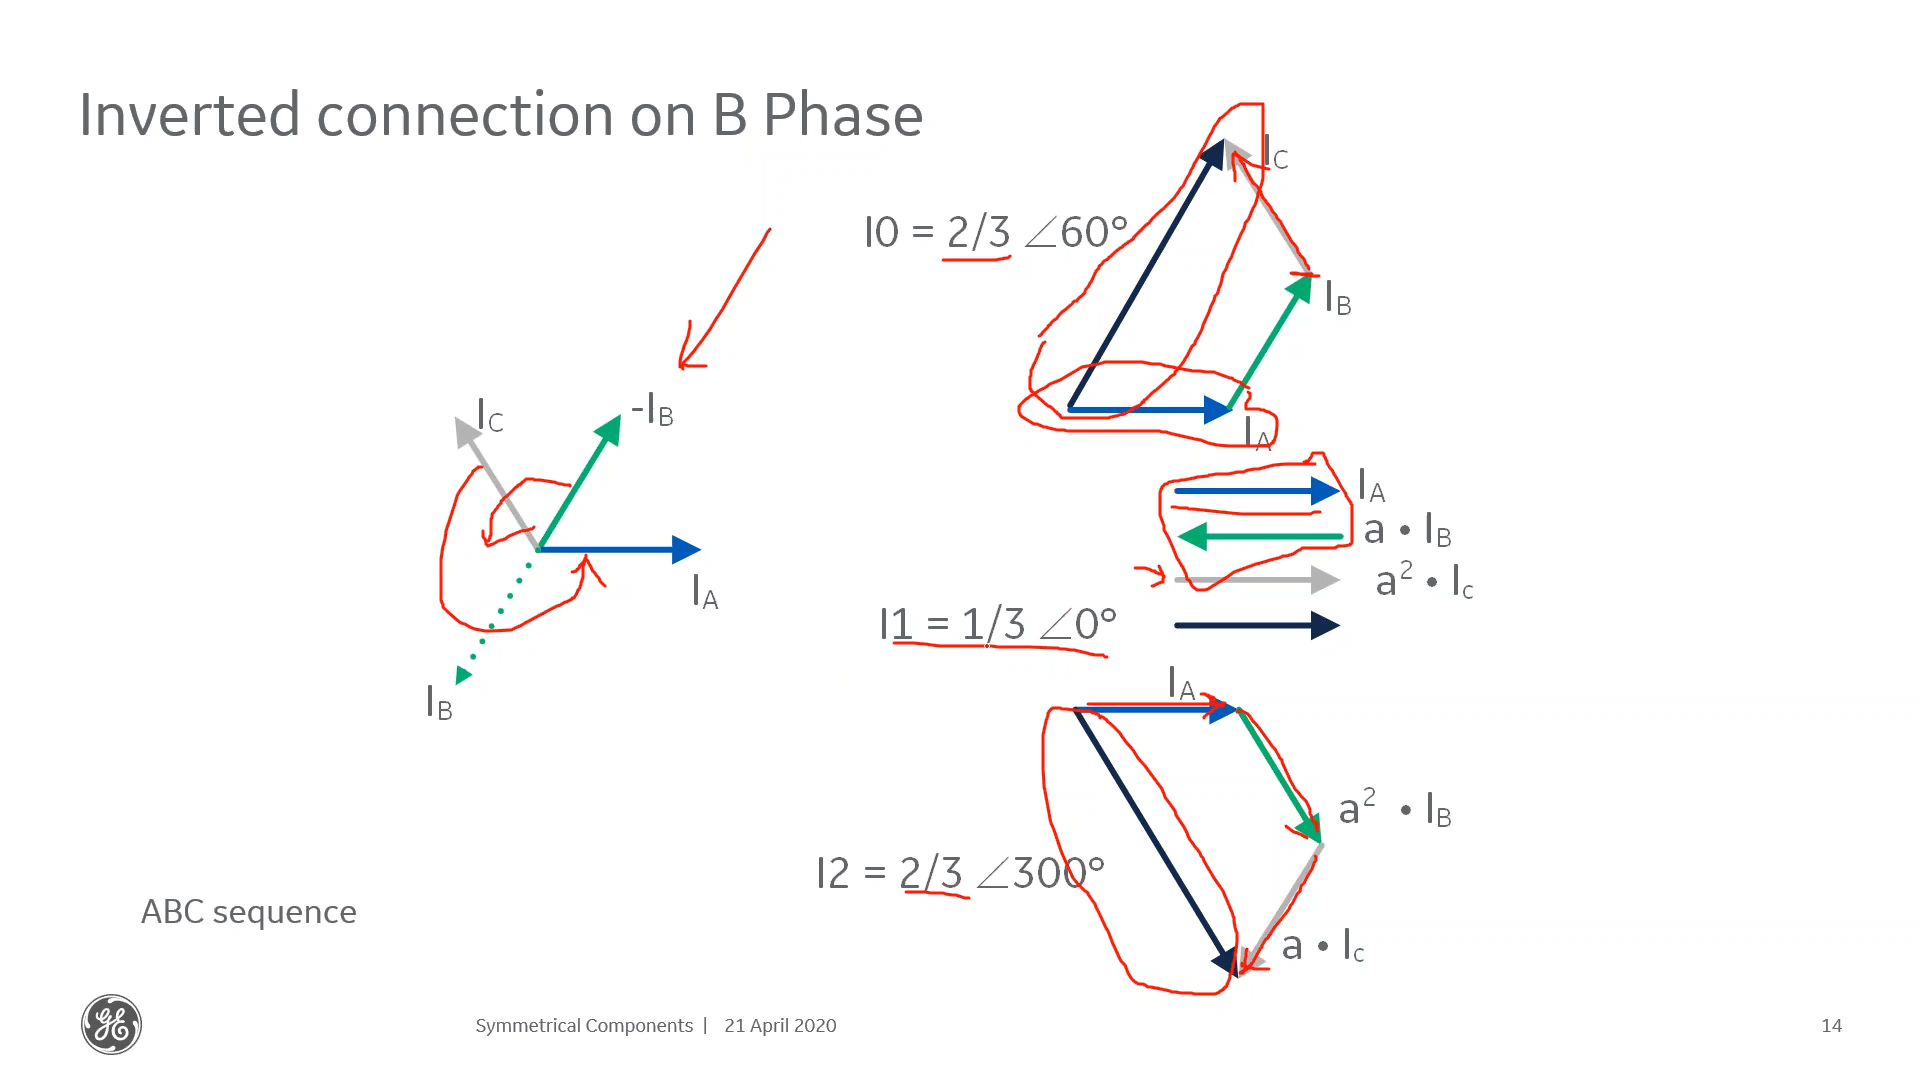 Inverted connection on B Phase
I0 = 2/3 ∠60°
IC
IB
IA
IC
-IB
IA
IB
IA
a • IB
a² • Ic
I1 = 1/3 ∠0°
IA
a² • IB
I2 = 2/3 ∠300°
a • Ic
ABC sequence
GE
Symmetrical Components | 21 April 2020
14